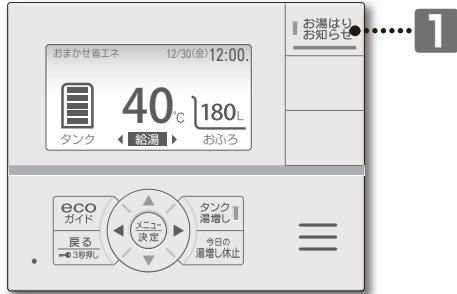 お湯はり
お知らせ
1
おまかせ省エネ 12/30(金)12:00.
40℃ 180L
タンク 給湯 おふろ
eco
ガイド
戻る
3秒押し
メニュー
決定
タンク
湯増し
今日の
湯増し休止